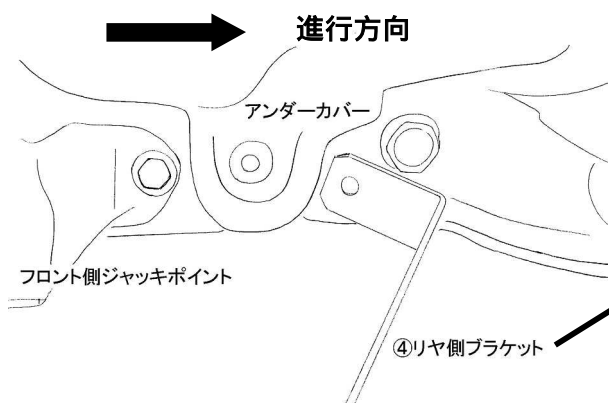 進行方向
アンダーカバー
フロント側ジャッキポイント
④リヤ側ブラケット